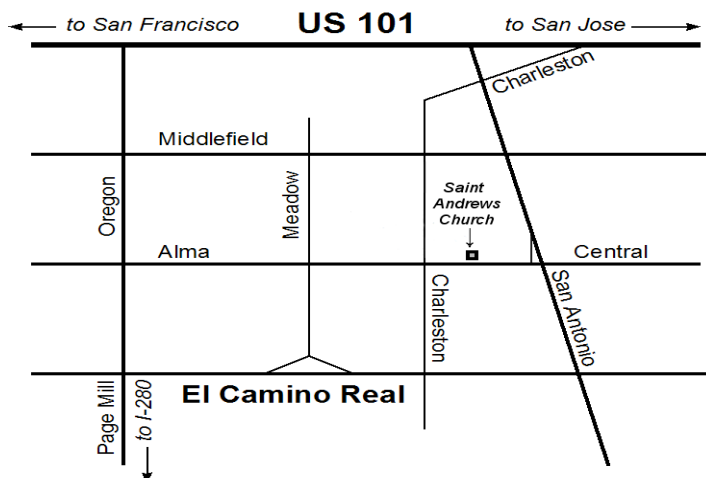 to San Francisco
US 101
to San Jose
Charleston
Middlefield
Oregon
Meadow
Saint
Andrews
Church
Alma
Central
Charleston
San Antonio
El Camino Real
Page Mill
to I-280